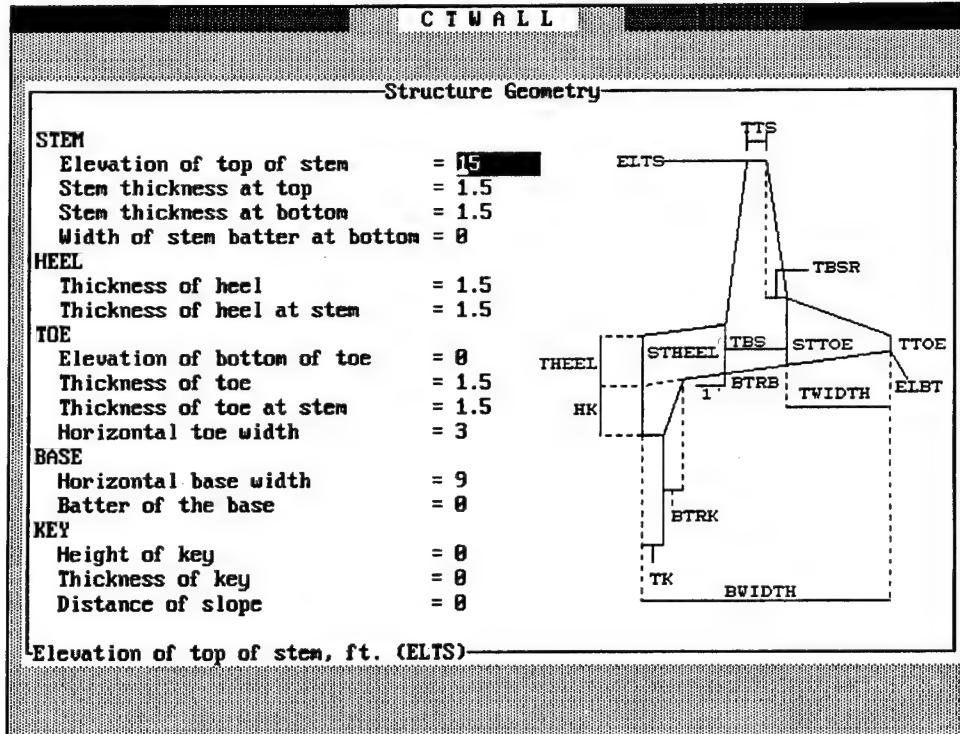 C T W A L L
Structure Geometry
STEM
Elevation of top of stem = 15
Stem thickness at top = 1.5
Stem thickness at bottom = 1.5
Width of stem batter at bottom = 0
HEEL
Thickness of heel = 1.5
Thickness of heel at stem = 1.5
TOE
Elevation of bottom of toe = 0
Thickness of toe = 1.5
Thickness of toe at stem = 1.5
Horizontal toe width = 3
BASE
Horizontal base width = 9
Batter of the base = 0
KEY
Height of key = 0
Thickness of key = 0
Distance of slope = 0
TTS
ELTS
TBSR
THEEL
STHEEL
TBS
STTOE
TTOE
1
BTRB
ELBT
TWIDTH
HK
BTRK
TK
BWIDTH
Elevation of top of stem, ft. (ELTS)